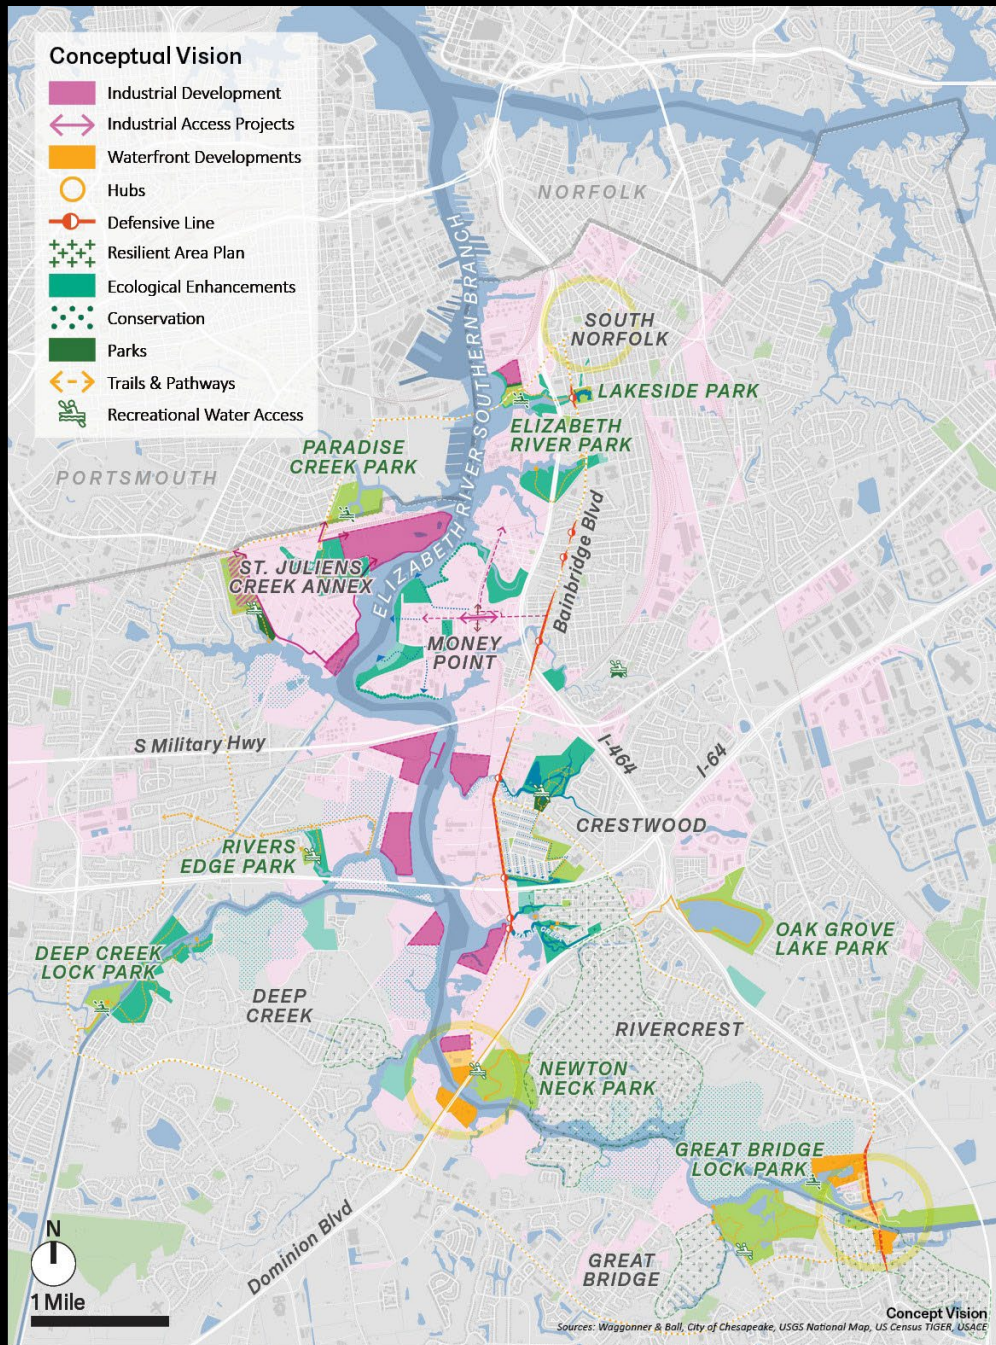 Conceptual Vision
Industrial Development
Industrial Access Projects
Waterfront Developments
Hubs
Defensive Line
Resilient Area Plan
Ecological Enhancements
Conservation
Parks
Trails & Pathways
Recreational Water Access
NORFOLK
SOUTH
NORFOLK
LAKESIDE PARK
ELIZABETH
RIVER PARK
PARADISE
CREEK PARK
PORTSMOUTH
ELIZABETH RIVER SOUTHERN BRANCH
Bainbridge Blvd
ST. JULIENS
CREEK ANNEX
MONEY
POINT
S Military Hwy
I-464
I-64
CRESTWOOD
RIVERS
EDGE PARK
OAK GROVE
LAKE PARK
DEEP CREEK
LOCK PARK
DEEP
CREEK
RIVERCREST
NEWTON
NECK PARK
GREAT BRIDGE
LOCK PARK
Dominion Blvd
GREAT
BRIDGE
N
1 Mile
Concept Vision
Sources: Waggonner & Ball, City of Chesapeake, USGS National Map, US Census TIGER, USACE